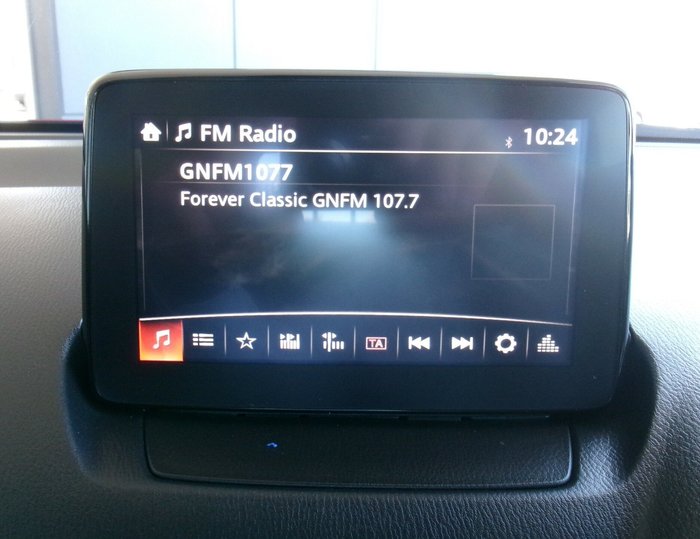 FM Radio
10:24
GNFM1077
Forever Classic GNFM 107.7
TA